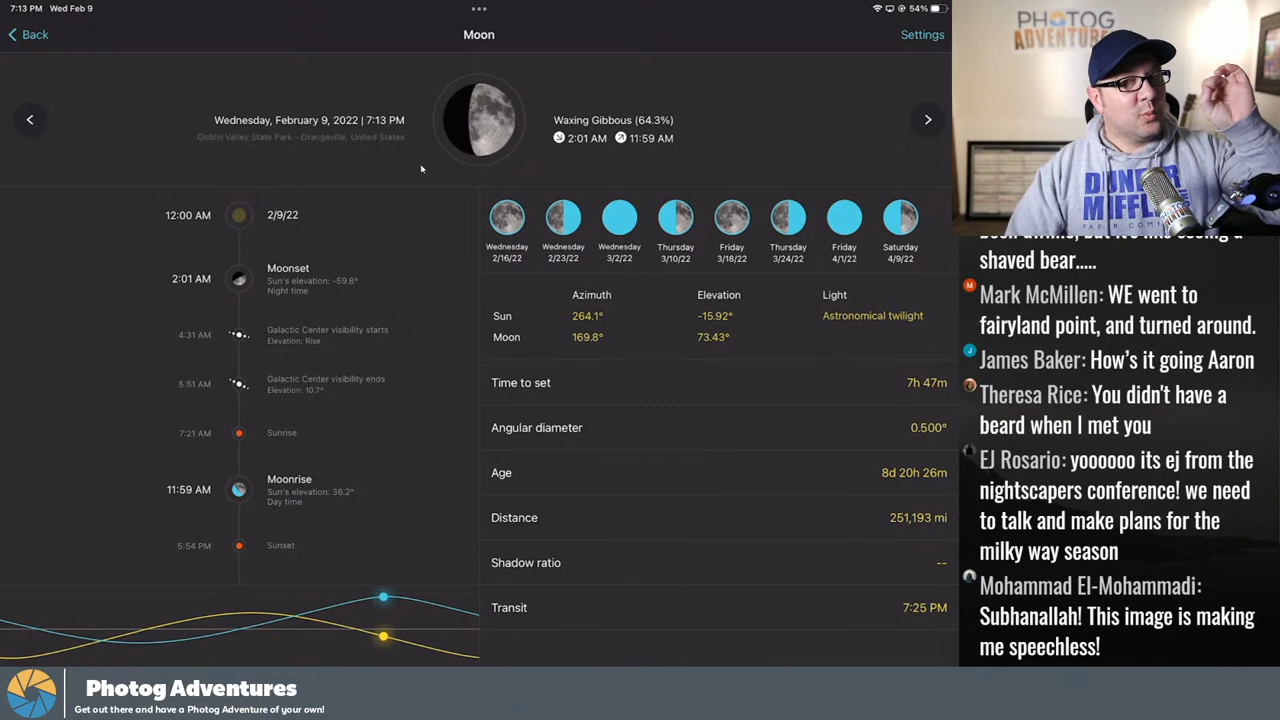 7:13 PM Wed Feb 9
54%
Back
Moon
Settings
Wednesday, February 9, 2022 | 7:13 PM
Goblin Valley State Park – Orangeville, United States
Waxing Gibbous (64.3%)
2:01 AM 11:59 AM
12:00 AM 2/9/22
2:01 AM Moonset
Sun's elevation: -59.8°
Night time
4:31 AM Galactic Center visibility starts
Elevation: Rise
5:51 AM Galactic Center visibility ends
Elevation: 10.7°
7:21 AM Sunrise
11:59 AM Moonrise
Sun's elevation: 36.2°
Day time
5:54 PM Sunset
Wednesday Wednesday Wednesday Thursday Friday Thursday Friday Saturday
2/16/22 2/23/22 3/2/22 3/10/22 3/18/22 3/24/22 4/1/22 4/9/22
Azimuth Elevation Light
Sun 264.1° -15.92° Astronomical twilight
Moon 169.8° 73.43°
Time to set 7h 47m
Angular diameter 0.500°
Age 8d 20h 26m
Distance 251,193 mi
Shadow ratio --
Transit 7:25 PM
PHOTOG
ADVENTURES
DUNDER
MIFFLIN
shaved bear.....
Mark McMillen: WE went to
fairyland point, and turned around.
James Baker: How's it going Aaron
Theresa Rice: You didn't have a
beard when I met you
EJ Rosario: yoooooo its ej from the
nightscapers conference! we need
to talk and make plans for the
milky way season
Mohammad El-Mohammadi:
Subhanallah! This image is making
me speechless!
Photog Adventures
Get out there and have a Photog Adventure of your own!